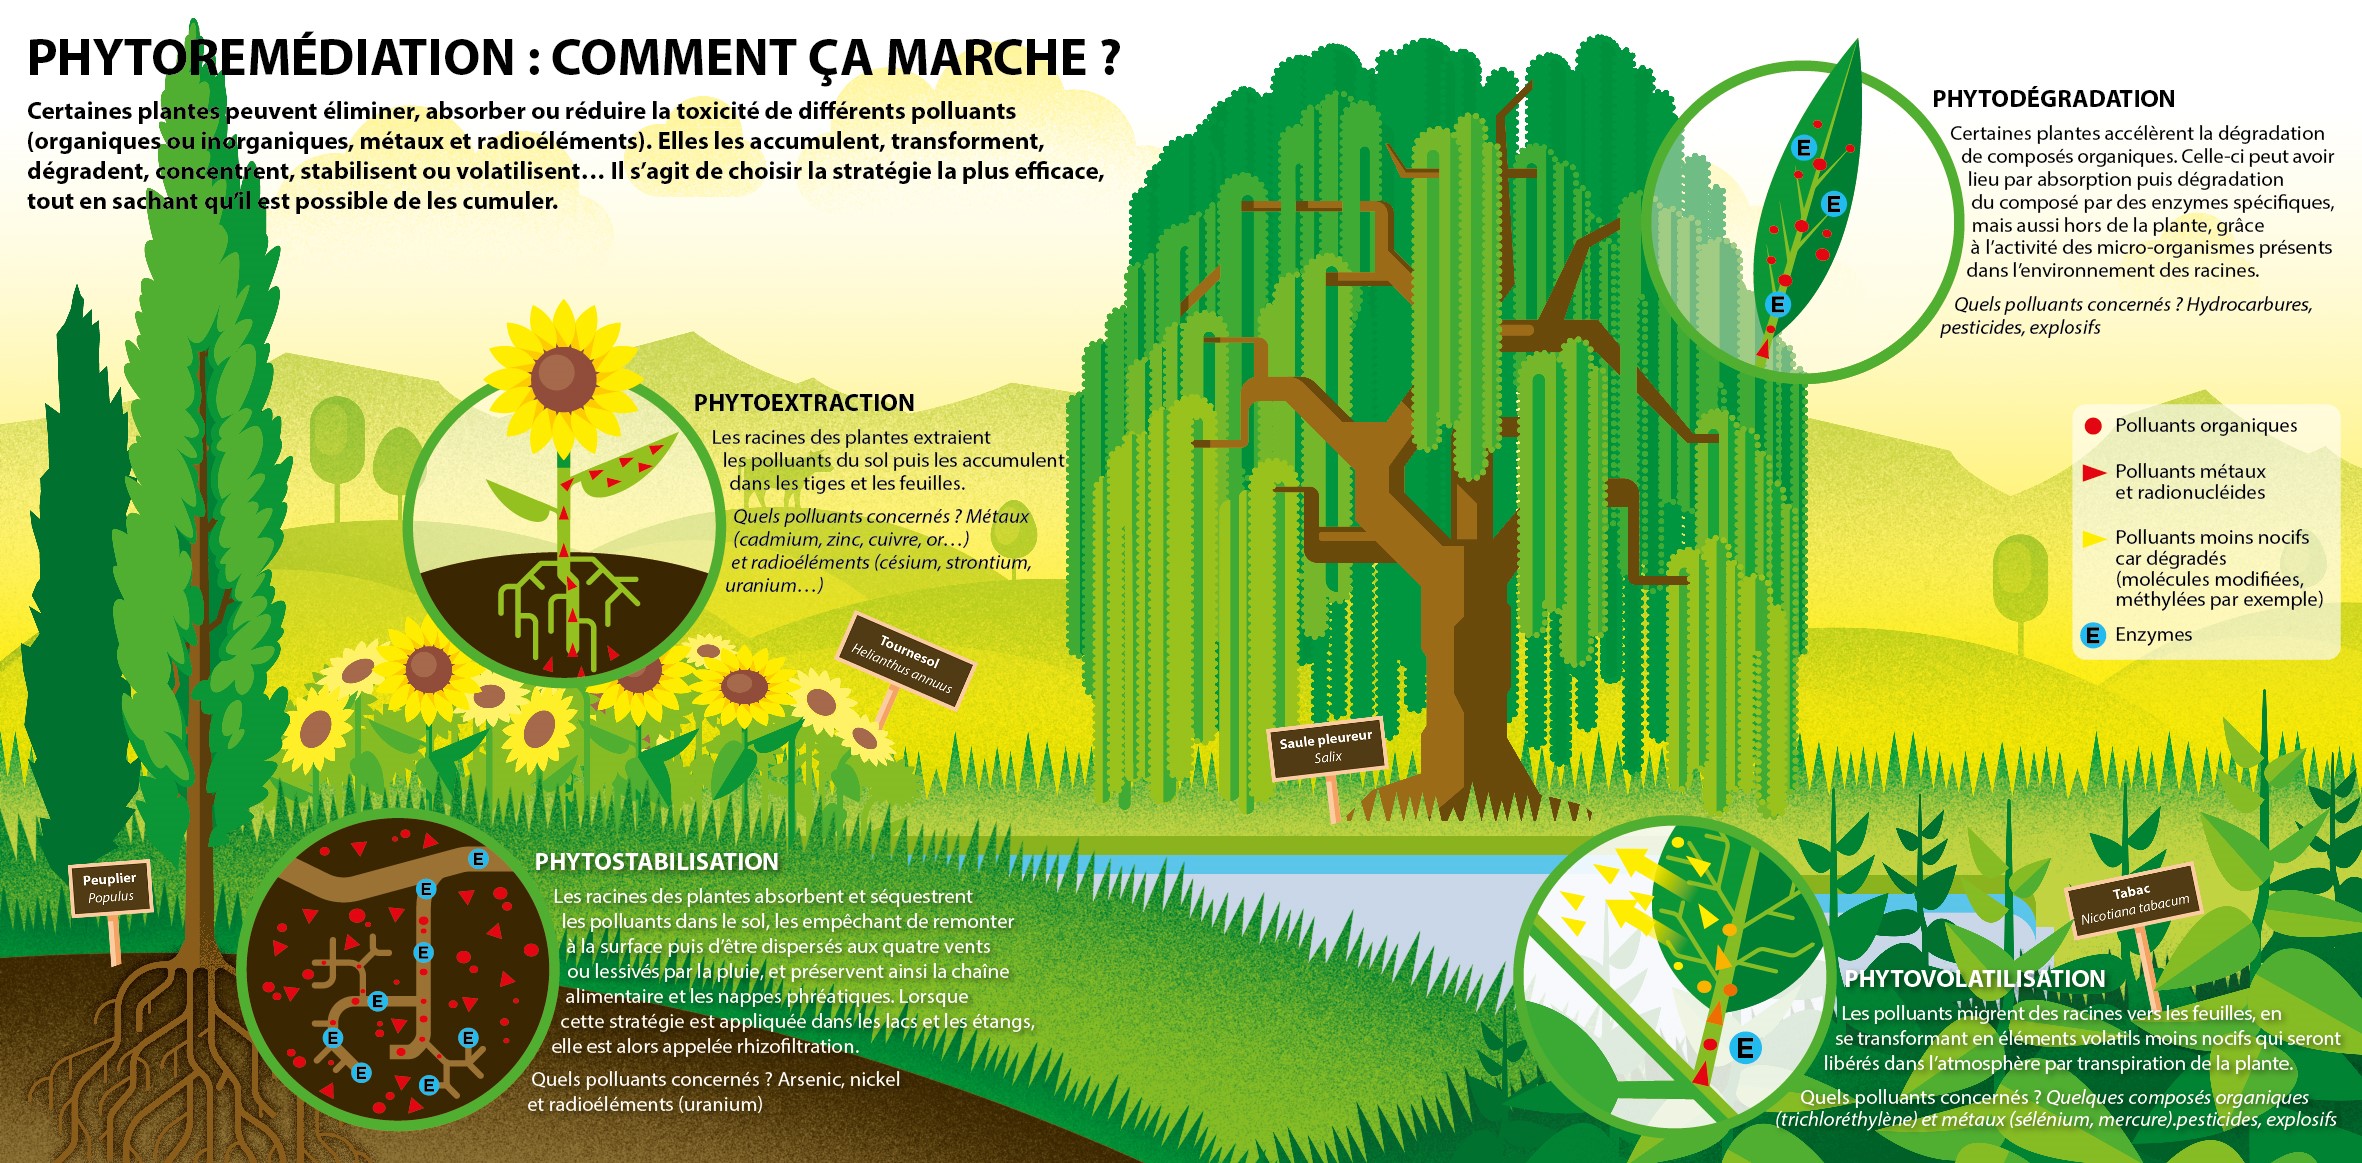 PHYTOREMÉDIATION : COMMENT ÇA MARCHE ?
Certaines plantes peuvent éliminer, absorber ou réduire la toxicité de différents polluants
(organiques ou inorganiques, métaux et radioéléments). Elles les accumulent, transforment,
dégradent, concentrent, stabilisent ou volatilisent… Il s’agit de choisir la stratégie la plus efficace,
tout en sachant qu’il est possible de les cumuler.
PHYTODÉGRADATION
Certaines plantes accélèrent la dégradation
de composés organiques. Celle-ci peut avoir
lieu par absorption puis dégradation
du composé par des enzymes spécifiques,
mais aussi hors de la plante, grâce
à l’activité des micro-organismes présents
dans l’environnement des racines.
Quels polluants concernés ? Hydrocarbures,
pesticides, explosifs
E
E
E
PHYTOEXTRACTION
Les racines des plantes extraient
les polluants du sol puis les accumulent
dans les tiges et les feuilles.
Quels polluants concernés ? Métaux
(cadmium, zinc, cuivre, or…)
et radioéléments (césium, strontium,
uranium…)
Polluants organiques
Polluants métaux
et radionucléides
Polluants moins nocifs
car dégradés
(molécules modifiées,
méthylées par exemple)
E Enzymes
Tournesol
Helianthus annuus
Saule pleureur
Salix
Peuplier
Populus
Tabac
Nicotiana tabacum
PHYTOSTABILISATION
Les racines des plantes absorbent et séquestrent
les polluants dans le sol, les empêchant de remonter
à la surface puis d’être dispersés aux quatre vents
ou lessivés par la pluie, et préservent ainsi la chaîne
alimentaire et les nappes phréatiques. Lorsque
cette stratégie est appliquée dans les lacs et les étangs,
elle est alors appelée rhizofiltration.
Quels polluants concernés ? Arsenic, nickel
et radioéléments (uranium)
E
E
E
E
E
E
E
E
PHYTOVOLATILISATION
Les polluants migrent des racines vers les feuilles, en
se transformant en éléments volatils moins nocifs qui seront
libérés dans l’atmosphère par transpiration de la plante.
Quels polluants concernés ? Quelques composés organiques
(trichloréthylène) et métaux (sélénium, mercure).pesticides, explosifs
E